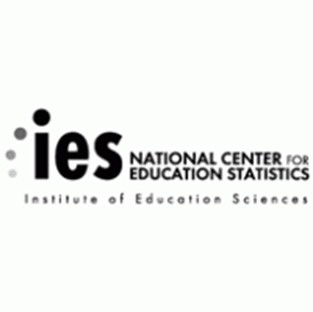 ies NATIONAL CENTER FOR
EDUCATION STATISTICS
Institute of Education Sciences